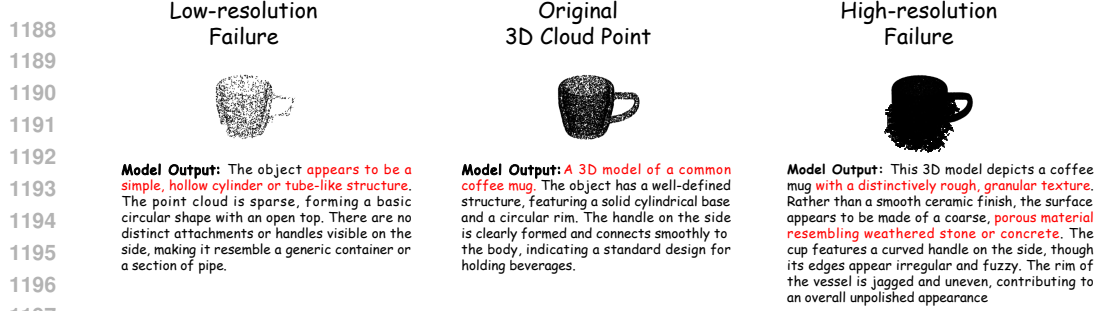 1188
1189
1190
1191
1192
1193
1194
1195
1196
Low-resolution
Failure
Model Output: The object appears to be a
simple, hollow cylinder or tube-like structure.
The point cloud is sparse, forming a basic
circular shape with an open top. There are no
distinct attachments or handles visible on the
side, making it resemble a generic container or
a section of pipe.
Original
3D Cloud Point
Model Output: A 3D model of a common
coffee mug. The object has a well-defined
structure, featuring a solid cylindrical base
and a circular rim. The handle on the side
is clearly formed and connects smoothly to
the body, indicating a standard design for
holding beverages.
High-resolution
Failure
Model Output: This 3D model depicts a coffee
mug with a distinctively rough, granular texture.
Rather than a smooth ceramic finish, the surface
appears to be made of a coarse, porous material
resembling weathered stone or concrete. The
cup features a curved handle on the side, though
its edges appear irregular and fuzzy. The rim of
the vessel is jagged and uneven, contributing to
an overall unpolished appearance